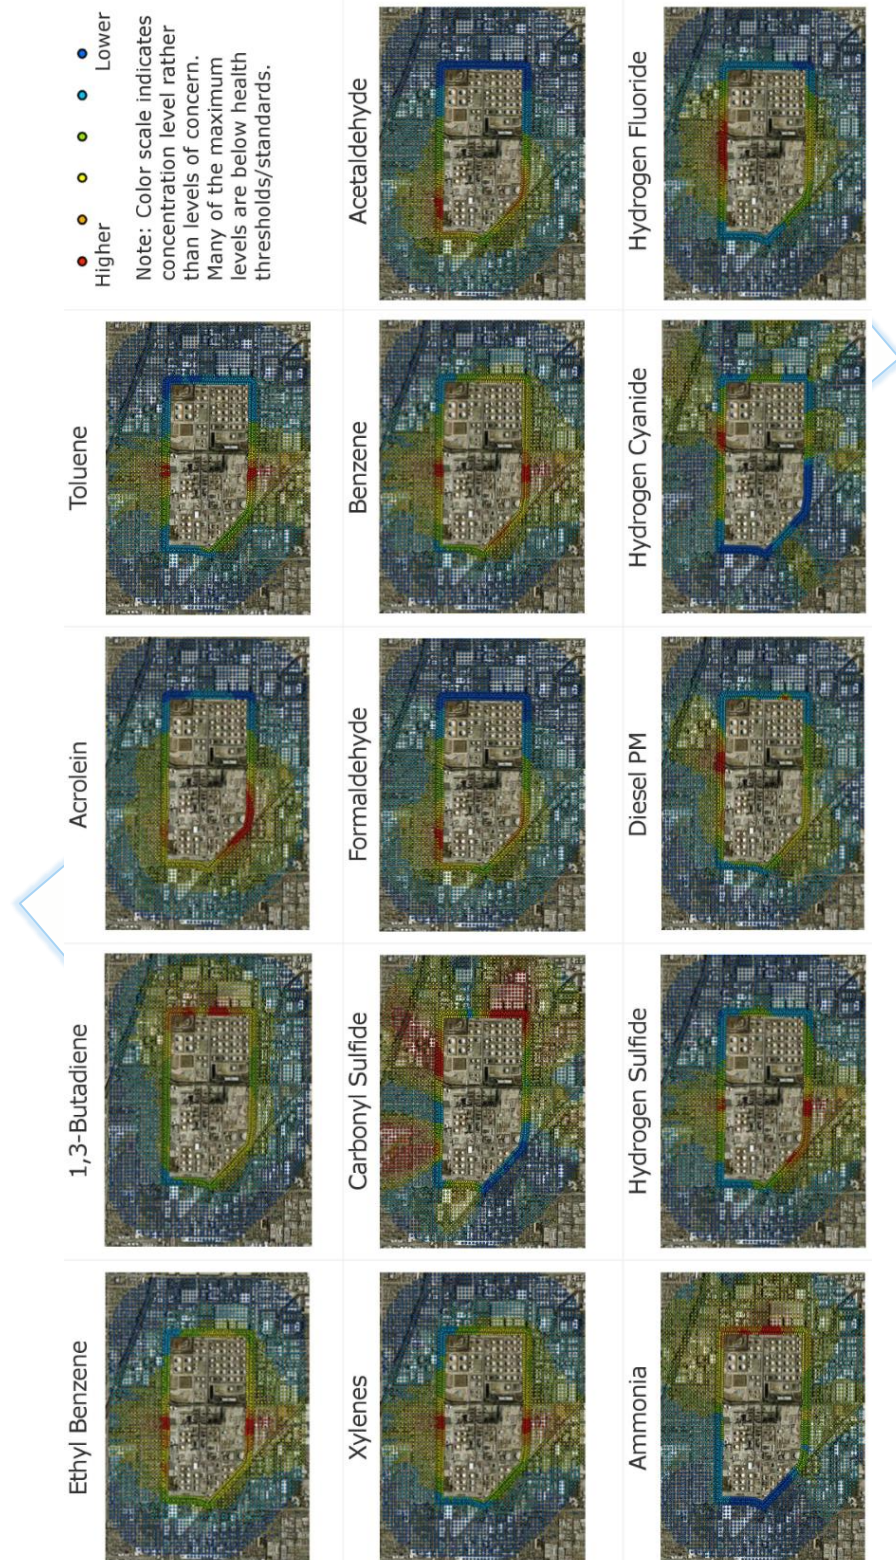 Ethyl Benzene
1,3-Butadiene
Acrolein
Toluene
Higher
Lower
Note: Color scale indicates
concentration level rather
than levels of concern.
Many of the maximum
levels are below health
thresholds/standards.
Xylenes
Carbonyl Sulfide
Formaldehyde
Benzene
Acetaldehyde
Ammonia
Hydrogen Sulfide
Diesel PM
Hydrogen Cyanide
Hydrogen Fluoride